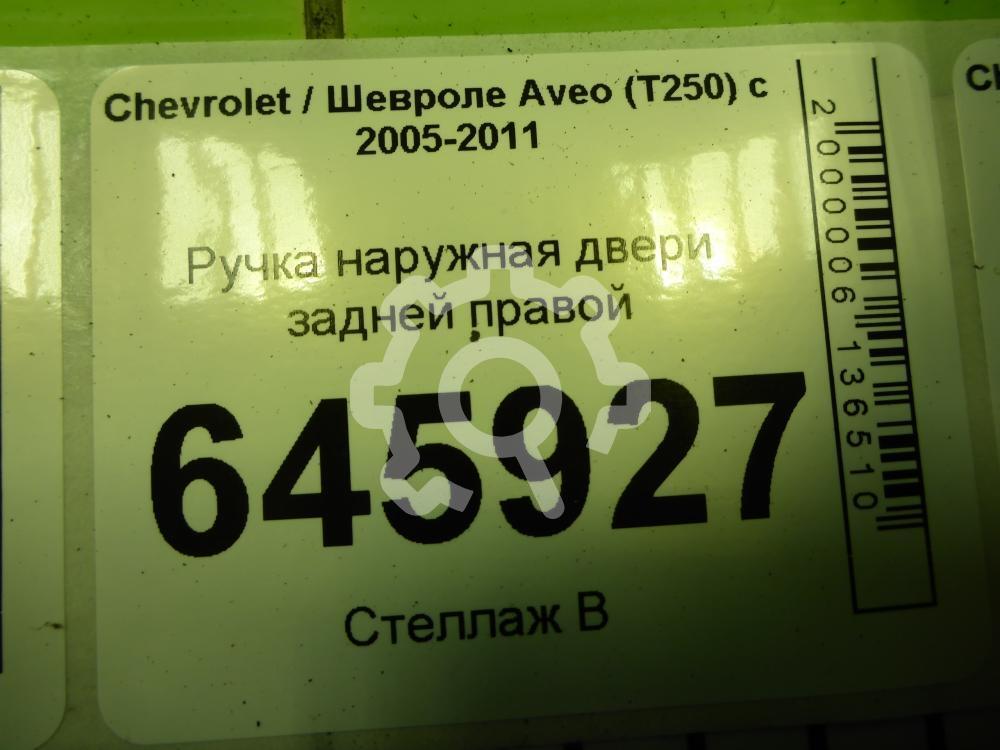 Chevrolet / Шевроле Aveo (T250) с
2005-2011
Ручка наружная двери
задней правой
645927
Стеллаж В
2000006136510